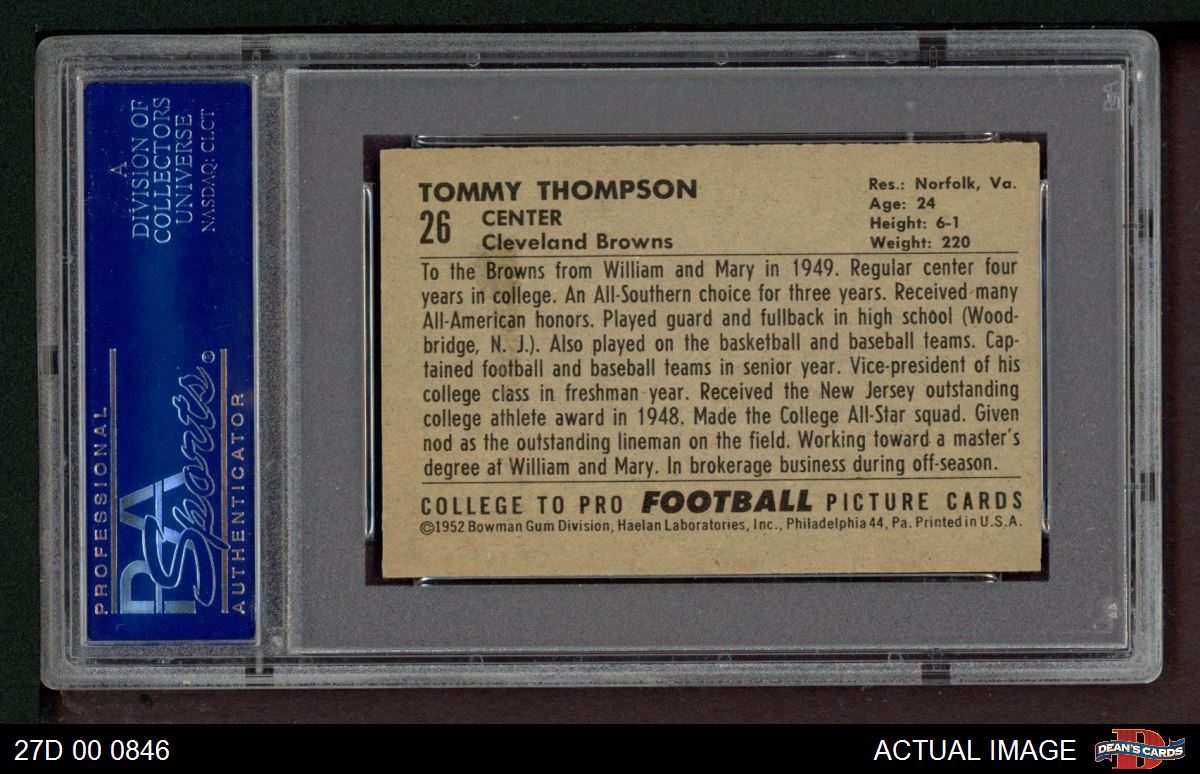 A
DIVISION OF
COLLECTORS
UNIVERSE
NASDAQ: CLCT
PROFESSIONAL
PSA
Sports®
AUTHENTICATOR
TOMMY THOMPSON
26 CENTER
Cleveland Browns
Res.: Norfolk, Va.
Age: 24
Height: 6-1
Weight: 220
To the Browns from William and Mary in 1949. Regular center four
years in college. An All-Southern choice for three years. Received many
All-American honors. Played guard and fullback in high school (Wood-
bridge, N. J.). Also played on the basketball and baseball teams. Cap-
tained football and baseball teams in senior year. Vice-president of his
college class in freshman year. Received the New Jersey outstanding
college athlete award in 1948. Made the College All-Star squad. Given
nod as the outstanding lineman on the field. Working toward a master's
degree at William and Mary. In brokerage business during off-season.
COLLEGE TO PRO FOOTBALL PICTURE CARDS
©1952 Bowman Gum Division, Haelan Laboratories, Inc., Philadelphia 44, Pa. Printed in U.S.A.
27D 00 0846
ACTUAL IMAGE
D
DEAN'S CARDS